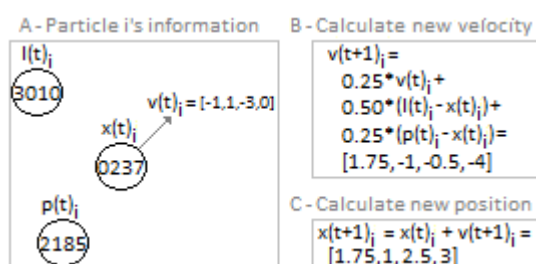 A - Particle i's information
l(t)i
3010
v(t)i = [-1,1,-3,0]
x(t)i
0237
p(t)i
2185
B - Calculate new velocity
v(t+1)i =
0.25*v(t)i +
0.50*(l(t)i - x(t)i)+
0.25*(p(t)i - x(t)i)=
[1.75, -1, -0.5, -4]
C - Calculate new position
x(t+1)i = x(t)i + v(t+1)i =
[1.75,1,2.5,3]